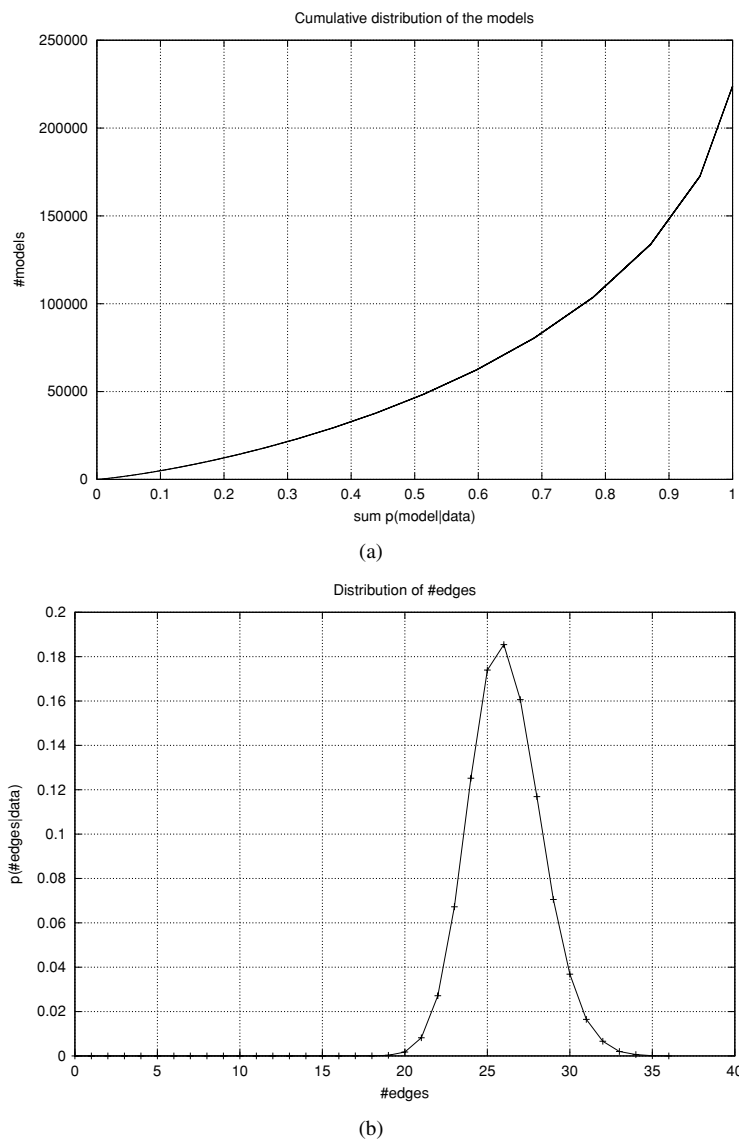 Cumulative distribution of the models
250000
200000
150000
100000
50000
0
0 0.1 0.2 0.3 0.4 0.5 0.6 0.7 0.8 0.9 1
#models
sum p(model|data)
(a)
Distribution of #edges
0.2
0.18
0.16
0.14
0.12
0.1
0.08
0.06
0.04
0.02
0
0 5 10 15 20 25 30 35 40
p(#edges|data)
#edges
(b)